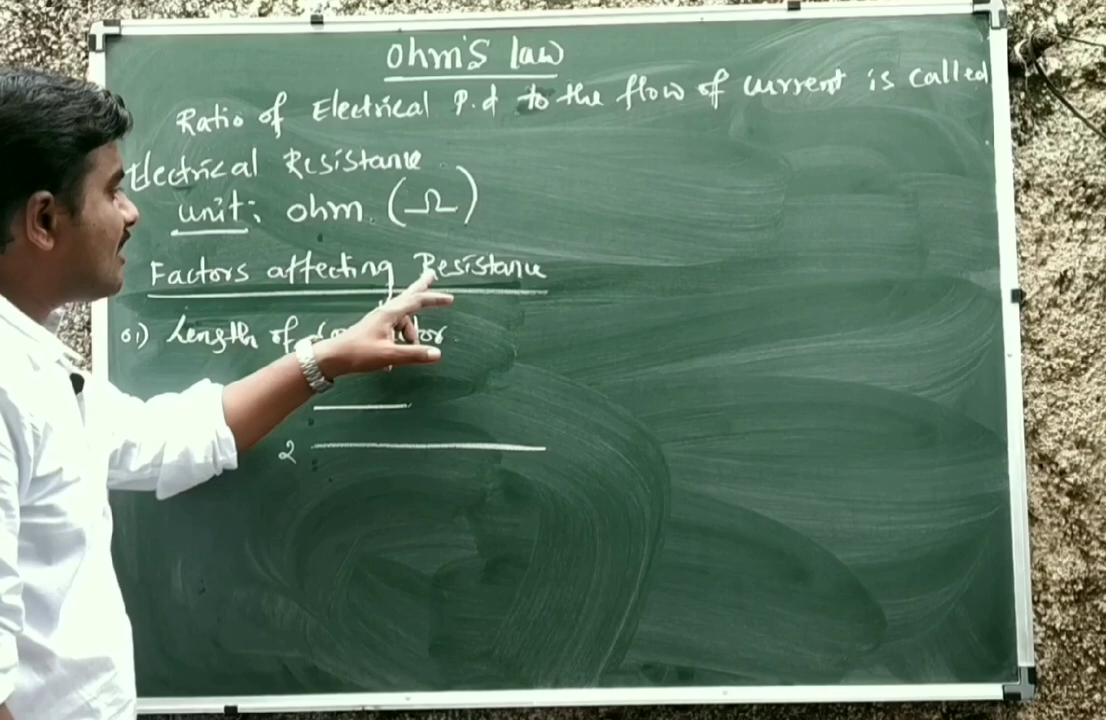 Ohm's law
Ratio of Electrical P.d to the flow of current is called
Electrical Resistance
unit: ohm. (Ω)
Factors affecting Resistance
01) Length of
2